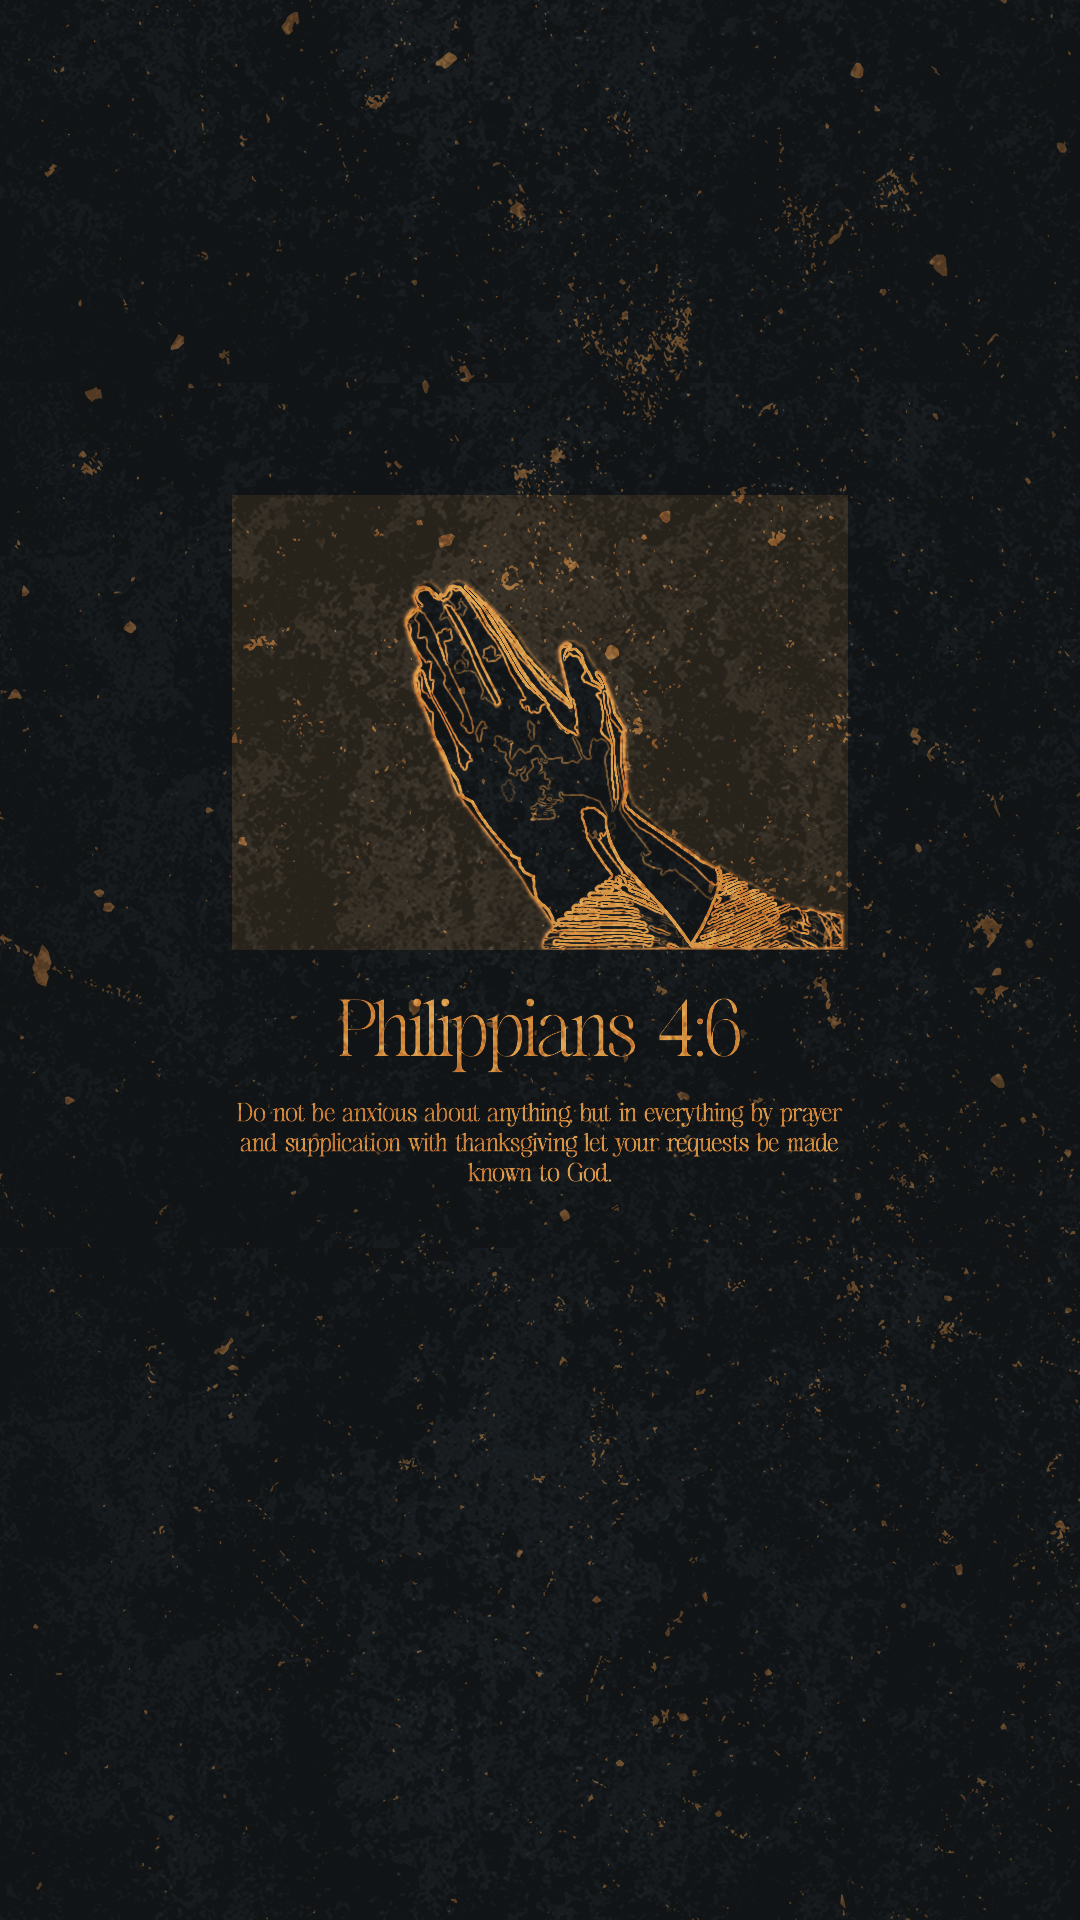 Philippians 4:6
Do not be anxious about anything, but in everything by prayer
and supplication with thanksgiving let your requests be made
known to God.